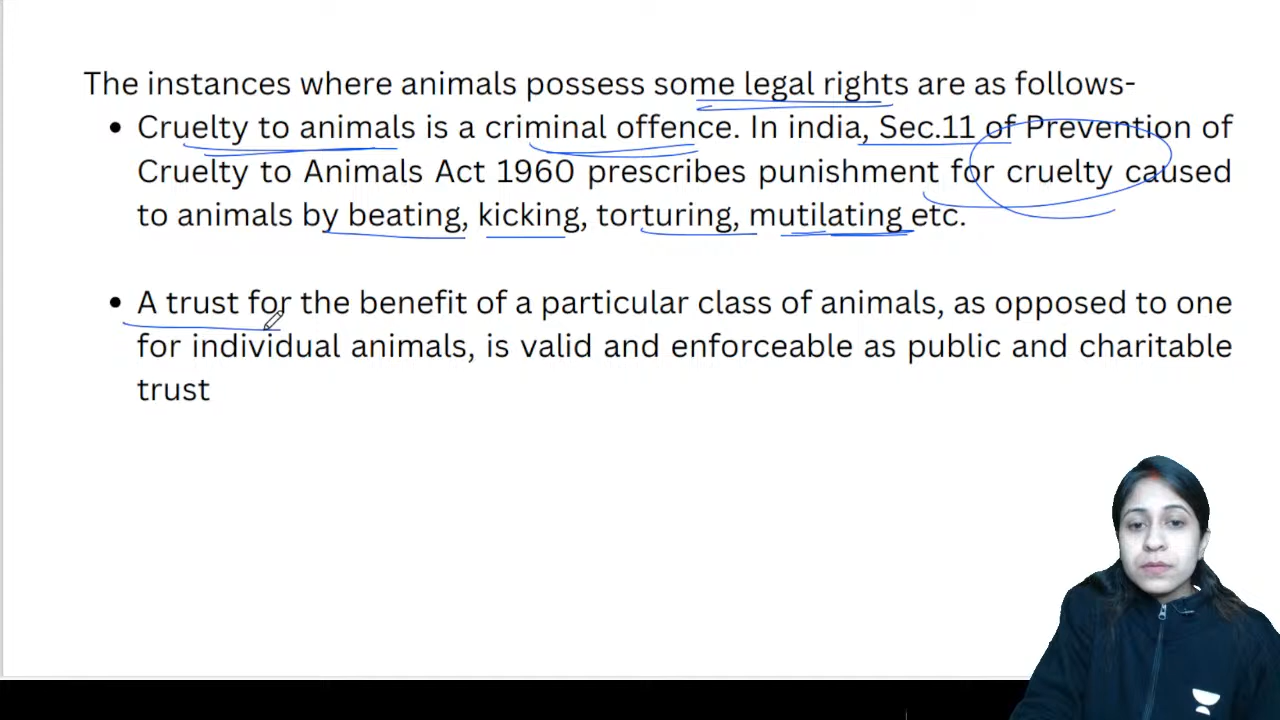 The instances where animals possess some legal rights are as follows-
• Cruelty to animals is a criminal offence. In india, Sec.11 of Prevention of
Cruelty to Animals Act 1960 prescribes punishment for cruelty caused
to animals by beating, kicking, torturing, mutilating etc.
• A trust for the benefit of a particular class of animals, as opposed to one
for individual animals, is valid and enforceable as public and charitable
trust